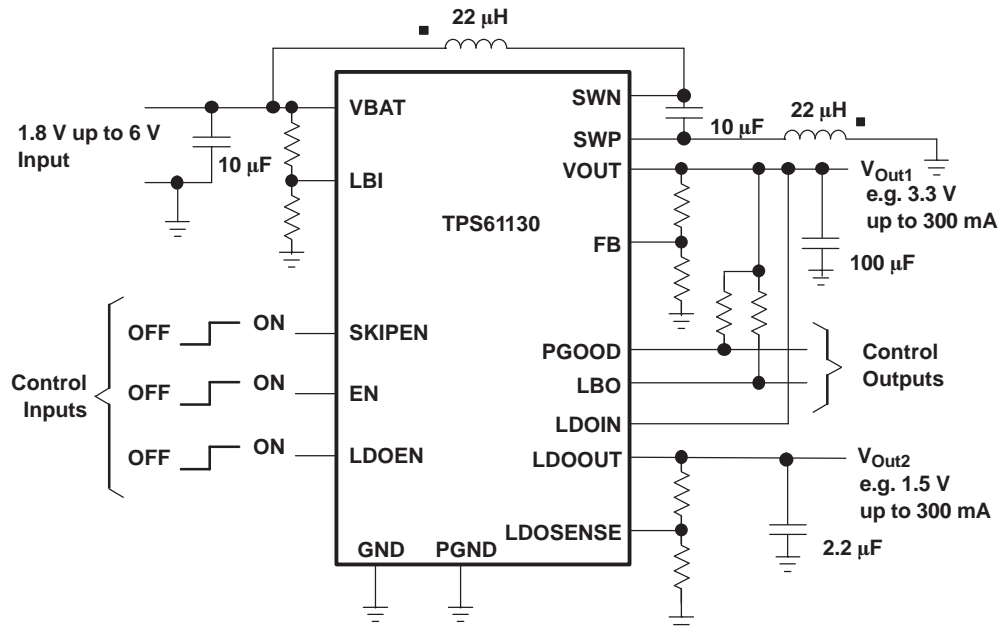 22 μH
VBAT
SWN
10 μF
22 μH
1.8 V up to 6 V
Input
10 μF
SWP
LBI
VOUT
VOut1
e.g. 3.3 V
up to 300 mA
TPS61130
FB
100 μF
OFF ON
SKIPEN
PGOOD
Control
Outputs
Control
Inputs
OFF ON
EN
LBO
LDOIN
OFF ON
LDOEN
LDOOUT
VOut2
e.g. 1.5 V
up to 300 mA
LDOSENSE
2.2 μF
GND PGND